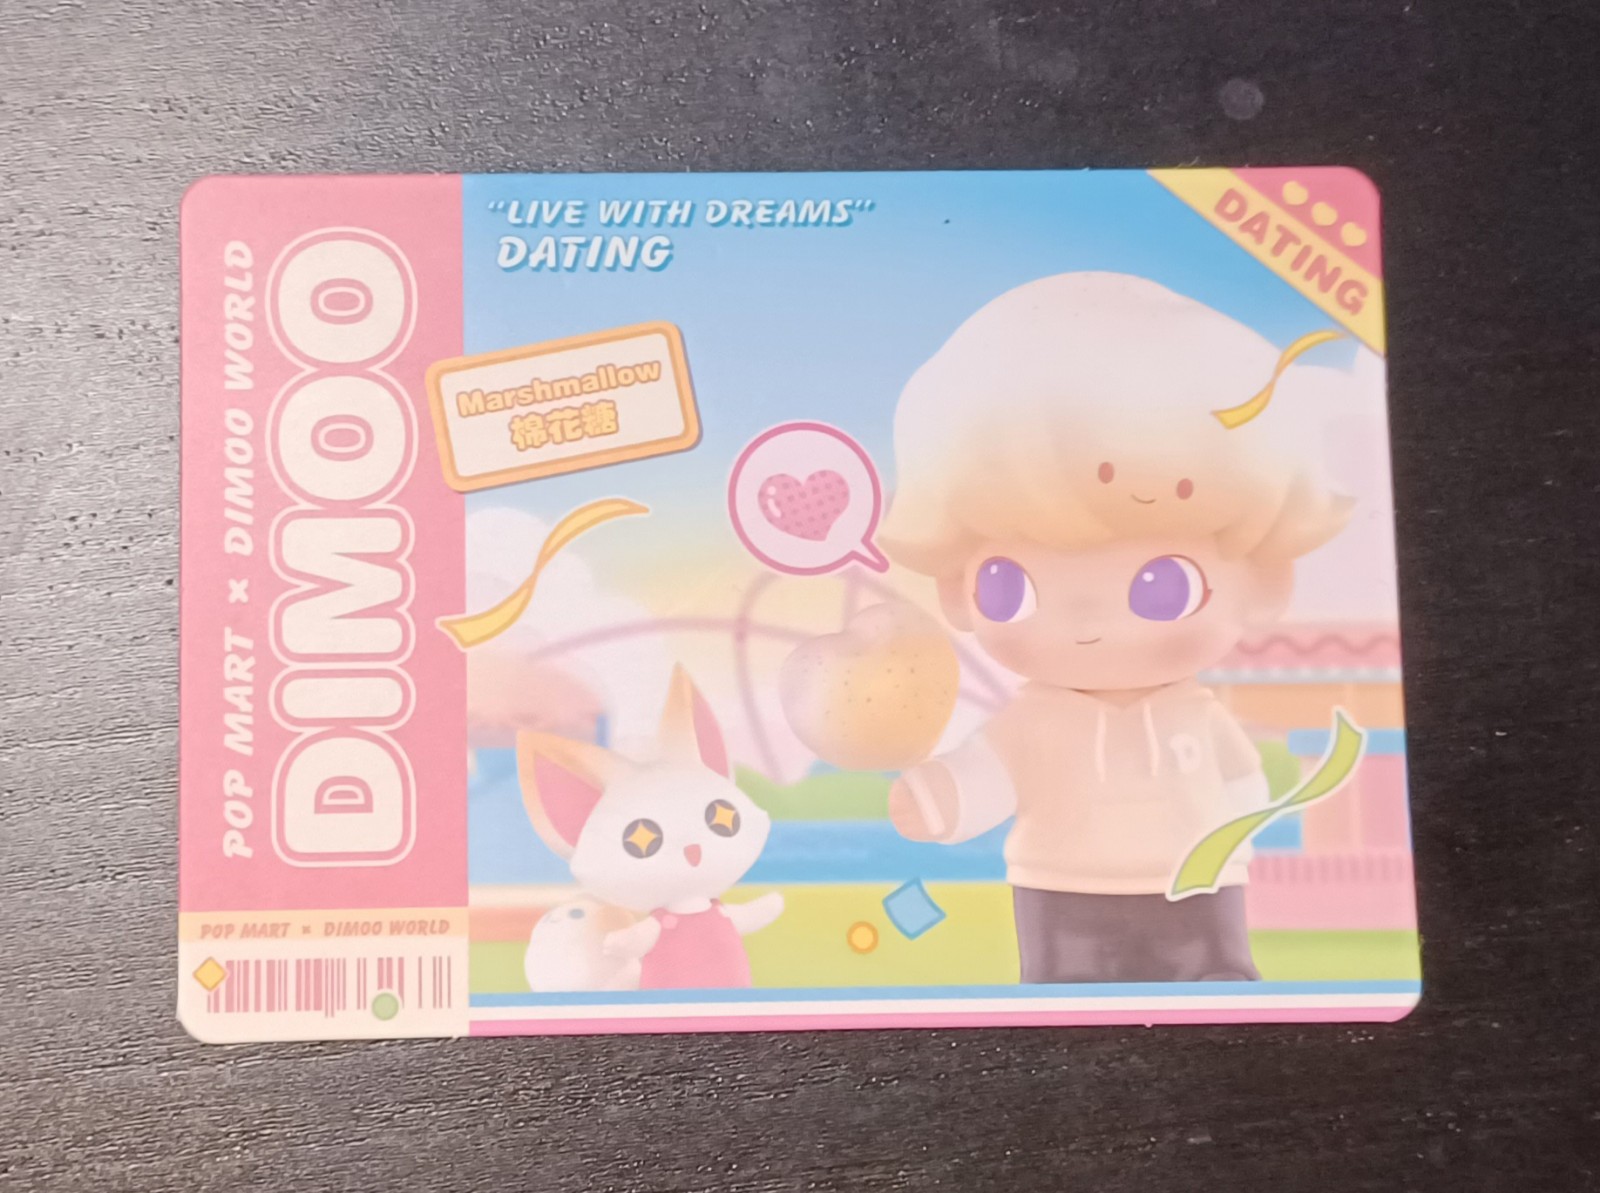 POP MART × DIMOO WORLD
DIMOO
"LIVE WITH DREAMS"
DATING
DATING
Marshmallow
棉花糖
D
POP MART × DIMOO WORLD